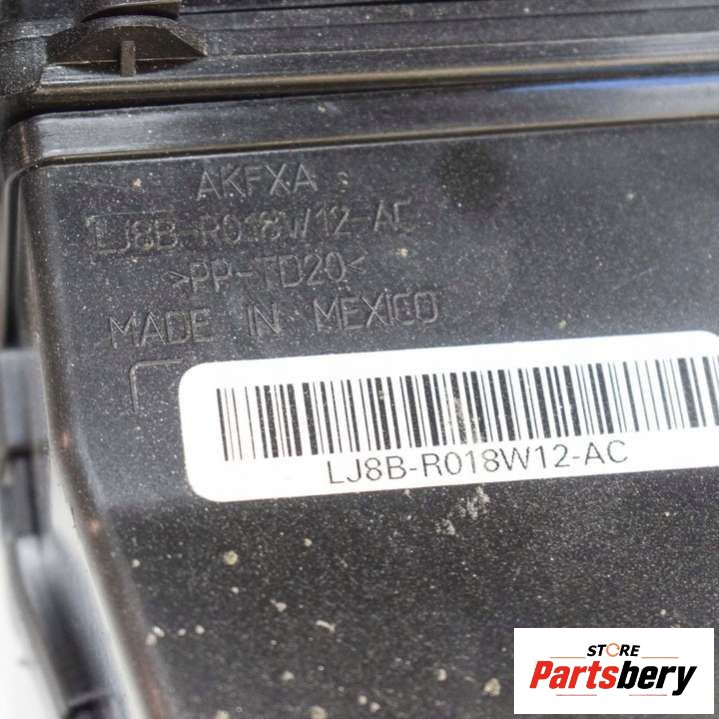 AKFXA
LJ8B-R018W12-AC
>PP-TD20<
MADE IN MEXICO
LJ8B-R018W12-AC
STORE
Partsbery